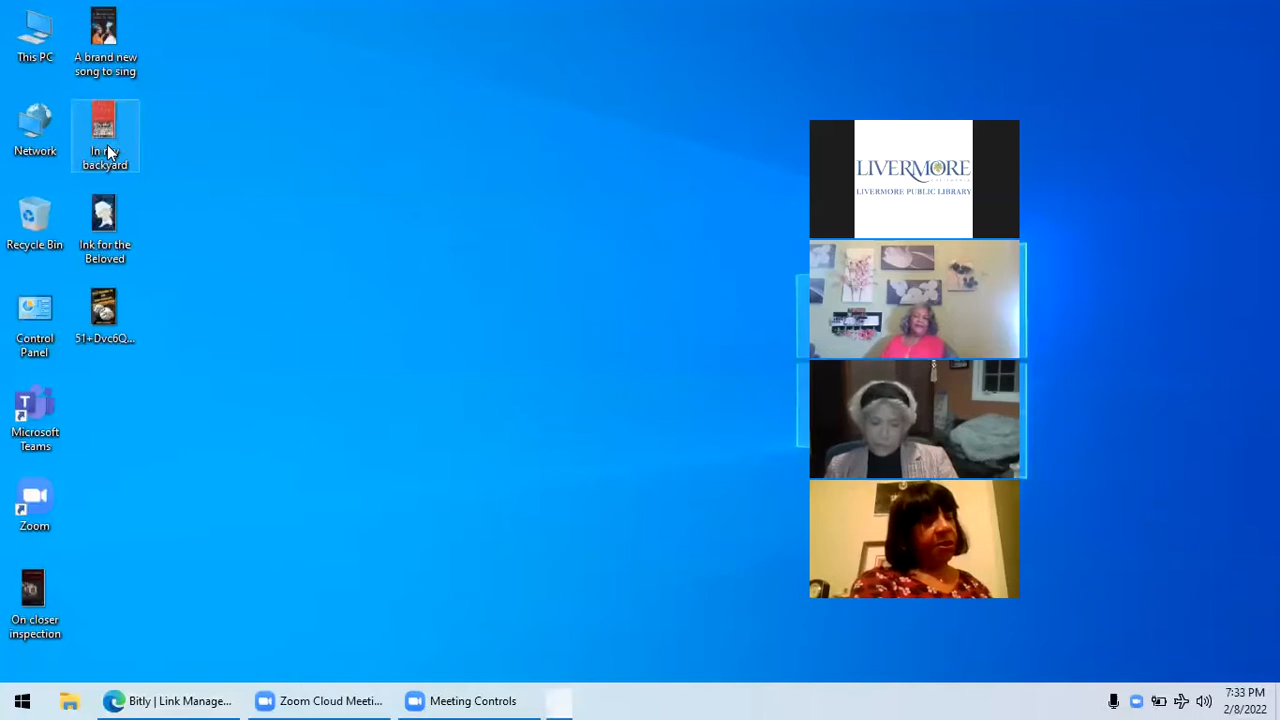 This PC
A brand new
song to sing
Network
backyard
Recycle Bin
Ink for the
Beloved
Control
Panel
51+Dvc6Q...
Microsoft
Teams
Zoom
On closer
inspection
LIVERMORE
CALIFORNIA
LIVERMORE PUBLIC LIBRARY
Bitly | Link Manage...
Zoom Cloud Meeti...
Meeting Controls
7:33 PM
2/8/2022